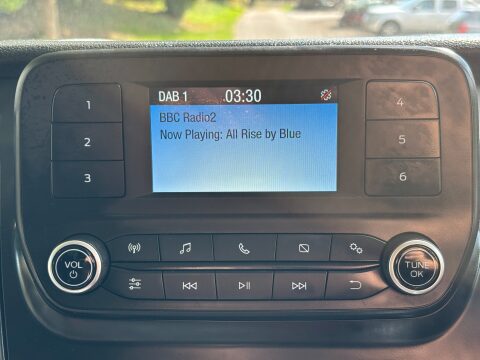 DAB 1 03:30
BBC Radio2
Now Playing: All Rise by Blue
1
2
3
4
5
6
VOL
TUNE
OK